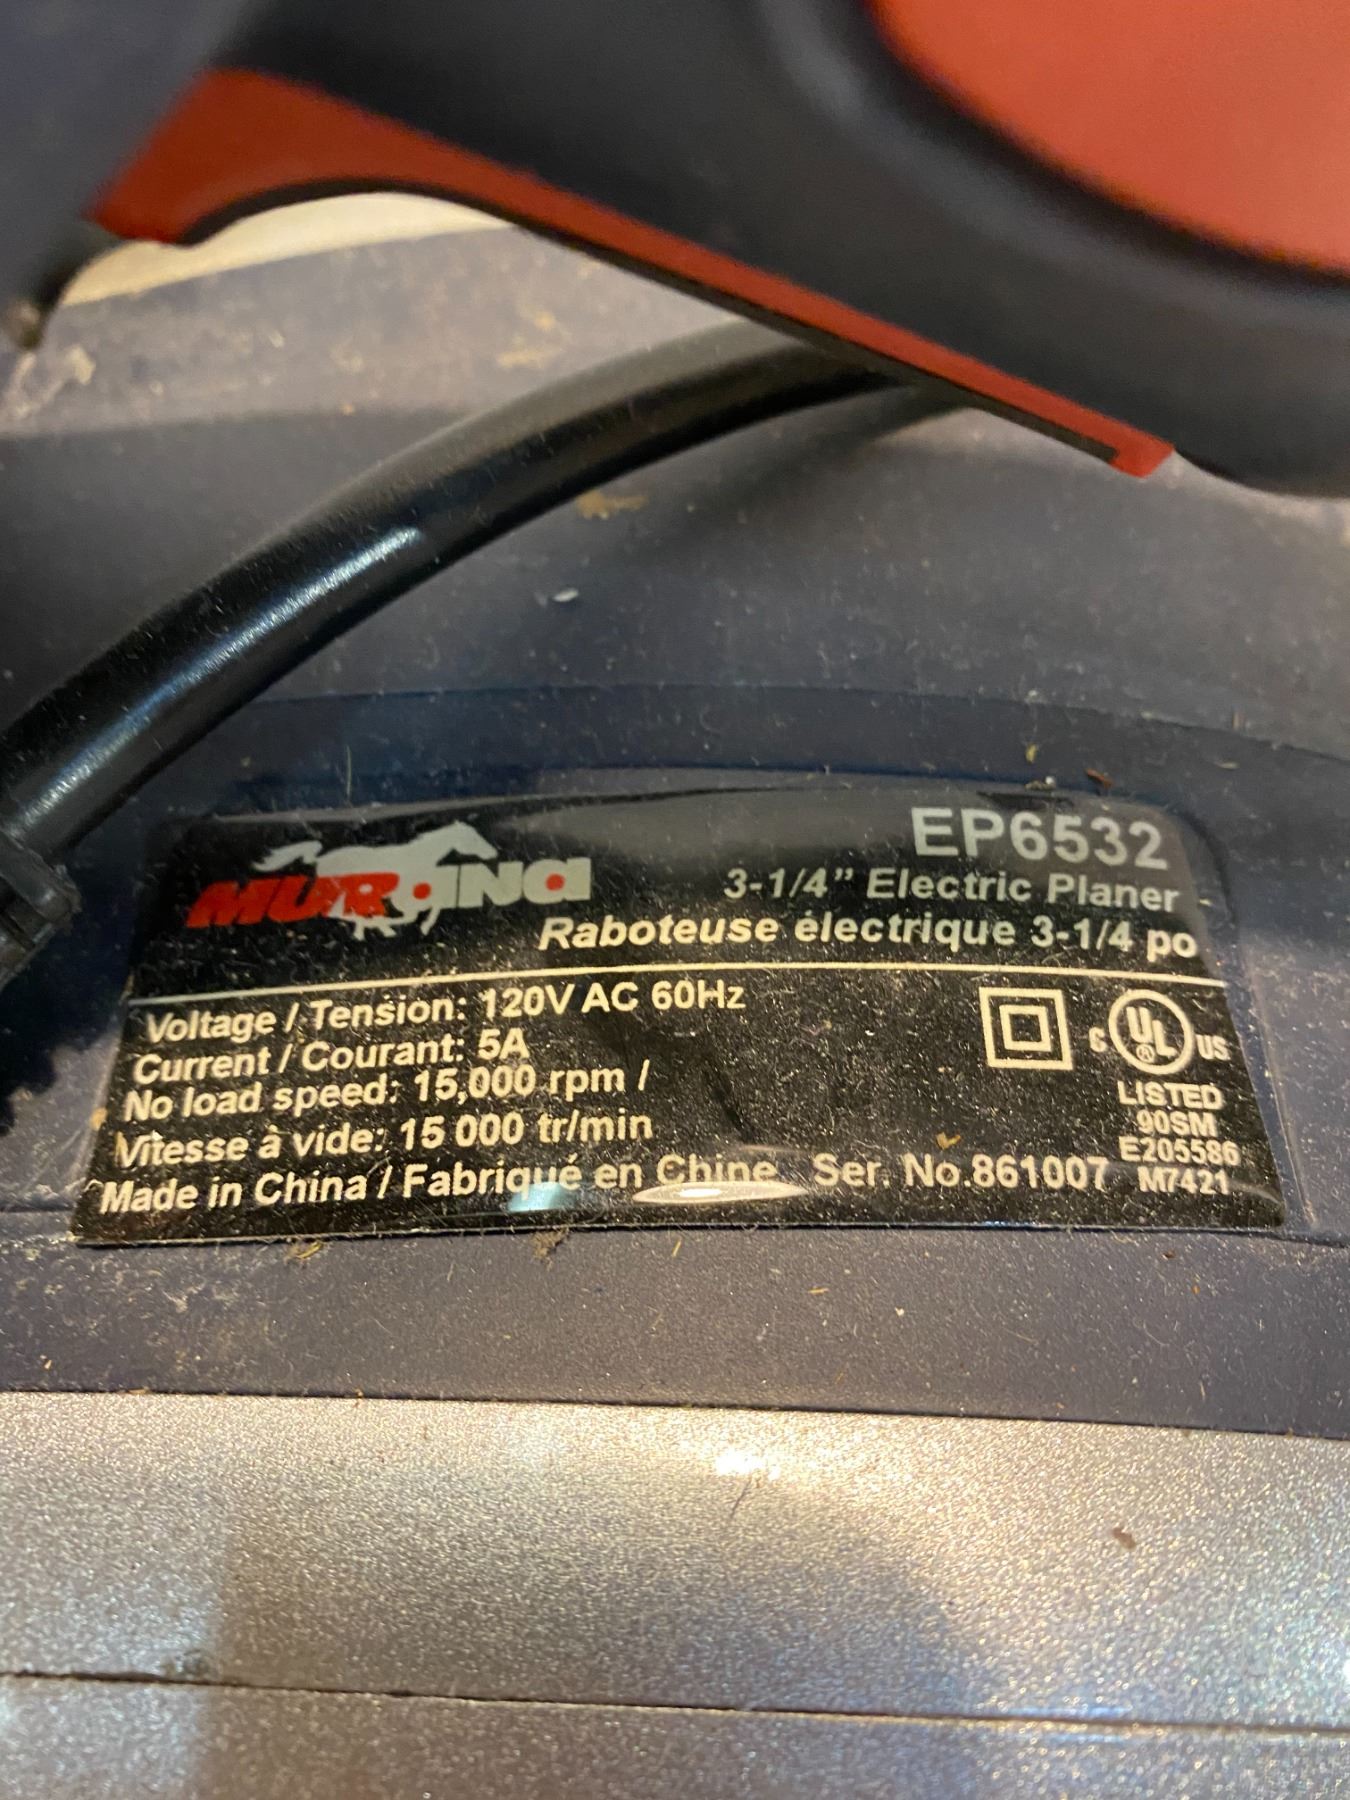 MURANA
EP6532
3-1/4" Electric Planer
Raboteuse électrique 3-1/4 po
Voltage / Tension: 120V AC 60Hz
Current / Courant: 5A
No load speed: 15,000 rpm /
Vitesse à vide: 15 000 tr/min
Made in China / Fabriqué en Chine Ser. No.861007
C UL ® US
LISTED
90SM
E205586
M7421